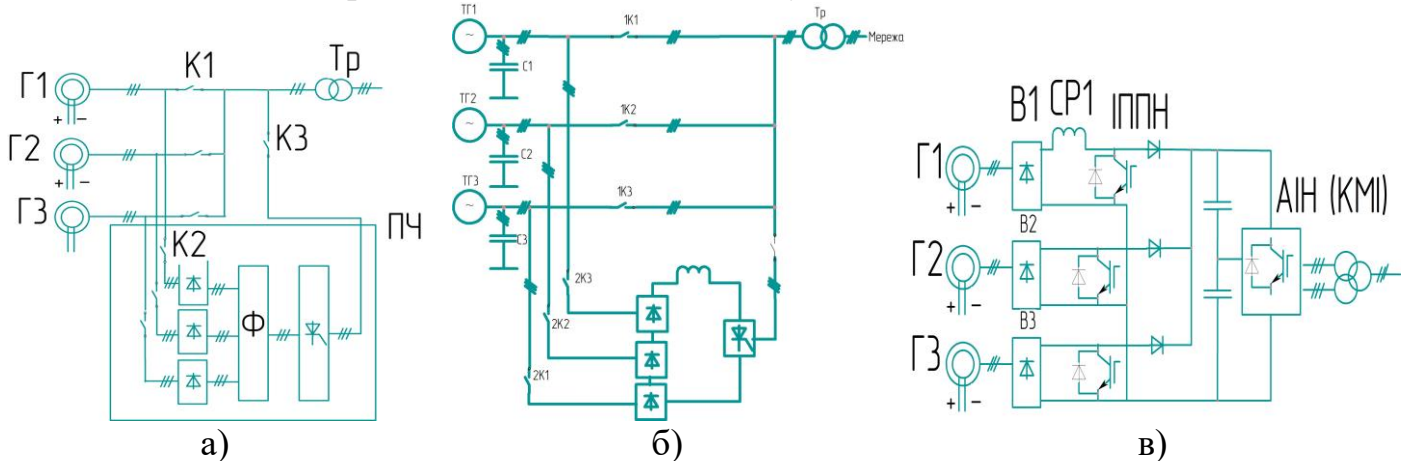 Г1
К1
Тр
+ −
Г2
К3
+ −
Г3
К2
ПЧ
Ф
а)
ТГ1
~
1К1
Тр
Мережа
С1
ТГ2
~
1К2
С2
ТГ3
~
1К3
С3
2К3
2К2
2К1
б)
В1
СР1
ІППН
Г1
+ −
АІН (КМІ)
В2
Г2
+ −
В3
Г3
+ −
в)